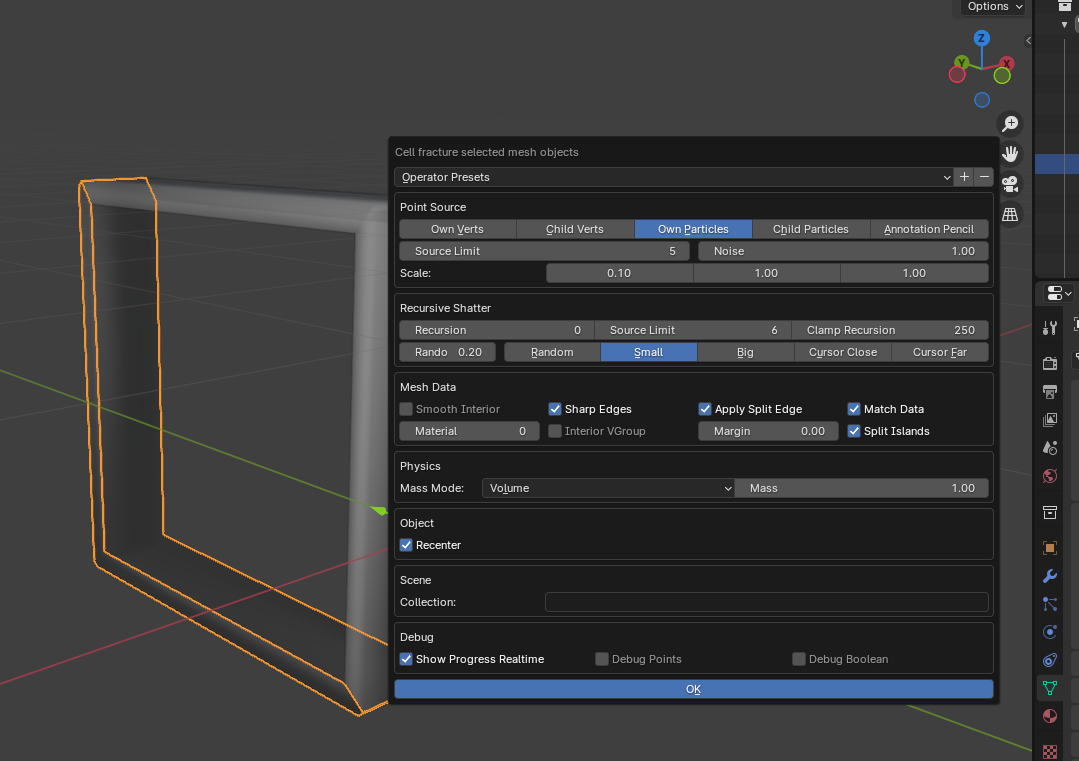 Options
Z
Y
X
Cell fracture selected mesh objects
Operator Presets
Point Source
Own Verts Child Verts Own Particles Child Particles Annotation Pencil
Source Limit 5 Noise 1.00
Scale: 0.10 1.00 1.00
Recursive Shatter
Recursion 0 Source Limit 6 Clamp Recursion 250
Rando 0.20 Random Small Big Cursor Close Cursor Far
Mesh Data
Smooth Interior Sharp Edges Apply Split Edge Match Data
Material 0 Interior VGroup Margin 0.00 Split Islands
Physics
Mass Mode: Volume Mass 1.00
Object
Recenter
Scene
Collection:
Debug
Show Progress Realtime Debug Points Debug Boolean
OK